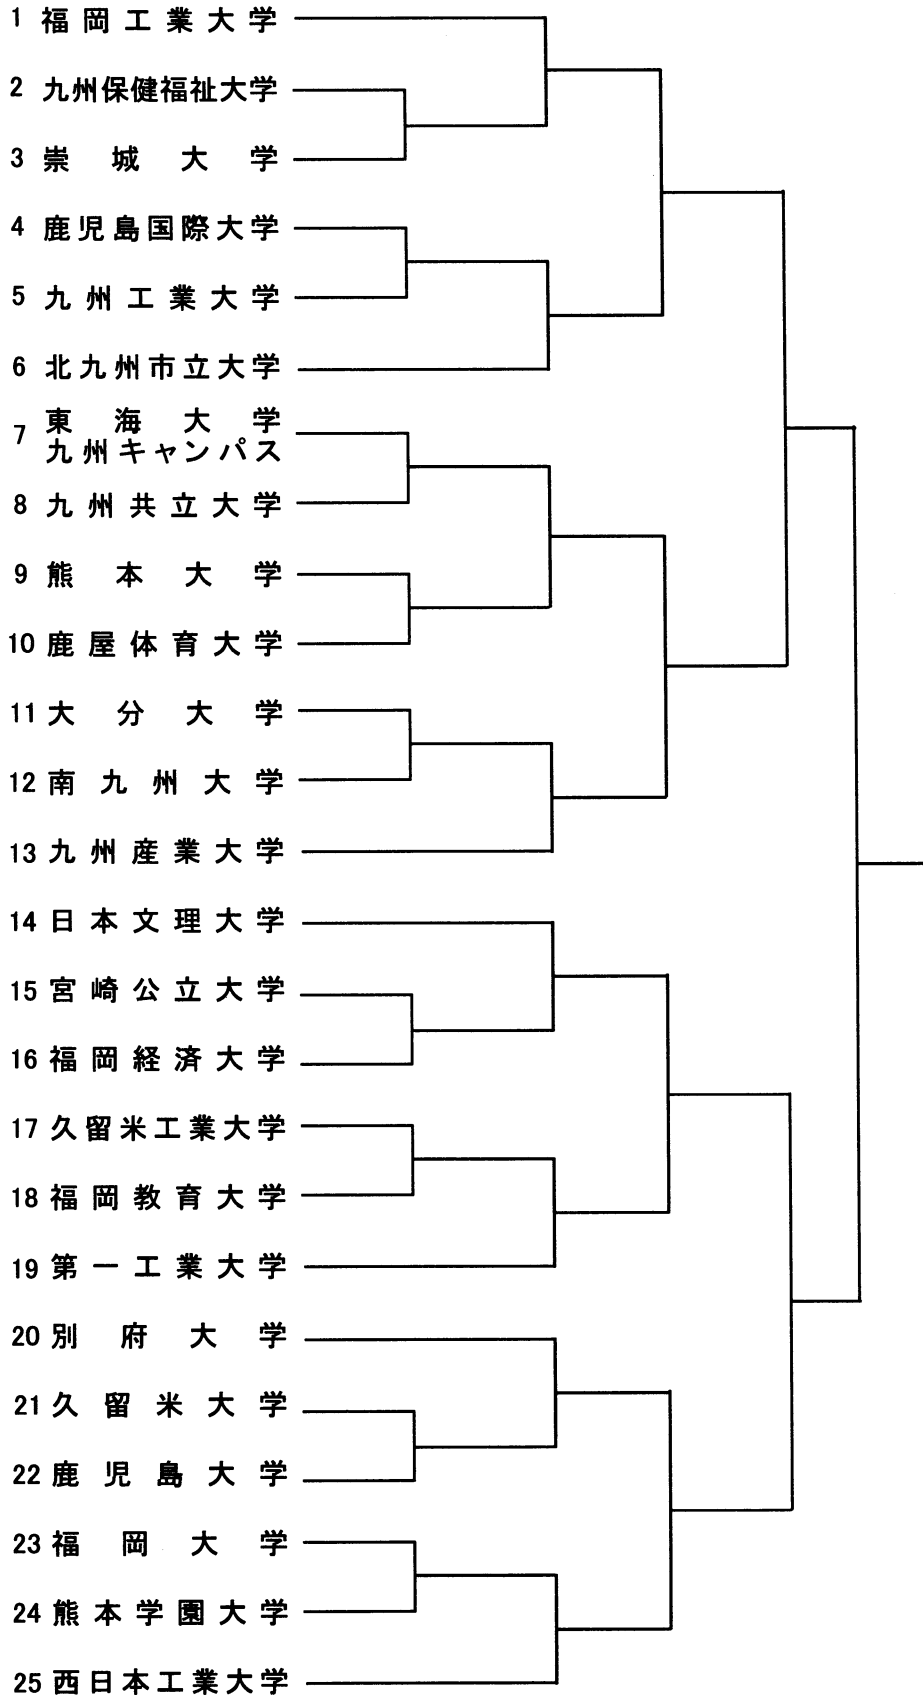 1 福岡工業大学
2 九州保健福祉大学
3 崇城大学
4 鹿児島国際大学
5 九州工業大学
6 北九州市立大学
7 東海大学
九州キャンパス
8 九州共立大学
9 熊本大学
10 鹿屋体育大学
11 大分大学
12 南九州大学
13 九州産業大学
14 日本文理大学
15 宮崎公立大学
16 福岡経済大学
17 久留米工業大学
18 福岡教育大学
19 第一工業大学
20 別府大学
21 久留米大学
22 鹿児島大学
23 福岡大学
24 熊本学園大学
25 西日本工業大学